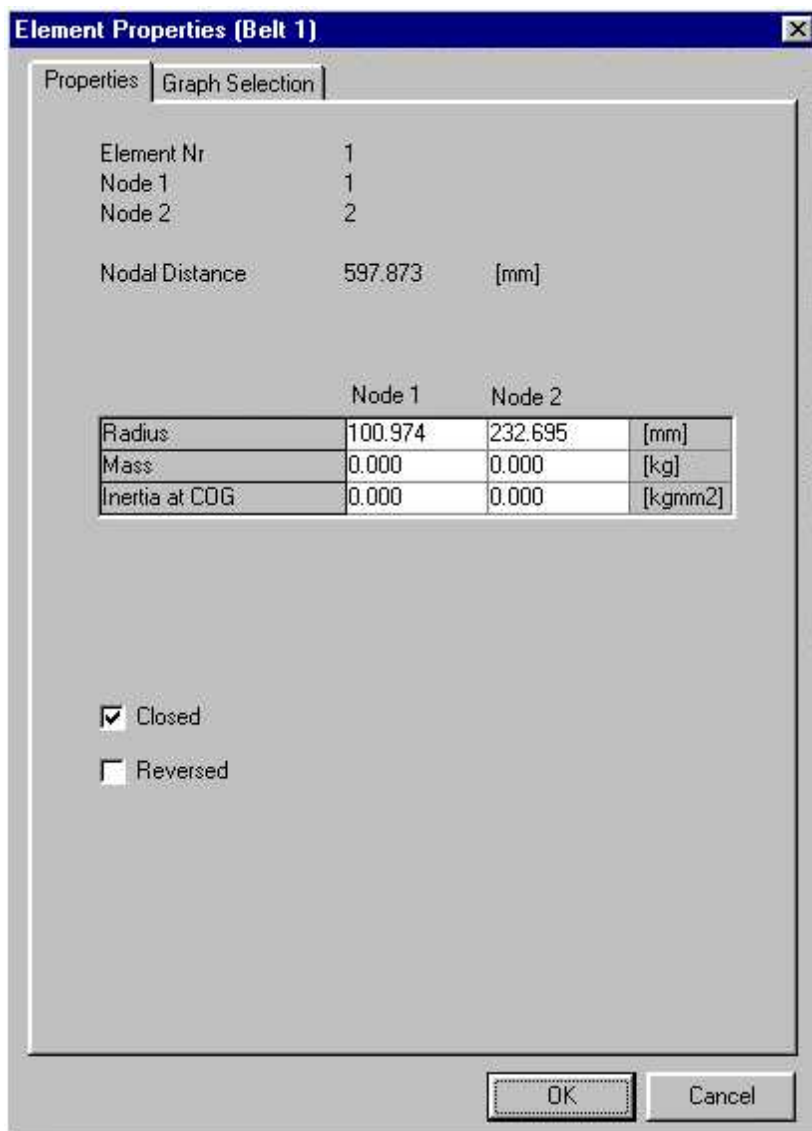 Element Properties (Belt 1)
Properties Graph Selection
Element Nr 1
Node 1 1
Node 2 2
Nodal Distance 597.873 [mm]
Node 1 Node 2
Radius 100.974 232.695 [mm]
Mass 0.000 0.000 [kg]
Inertia at COG 0.000 0.000 [kgmm2]
Closed
Reversed
OK Cancel